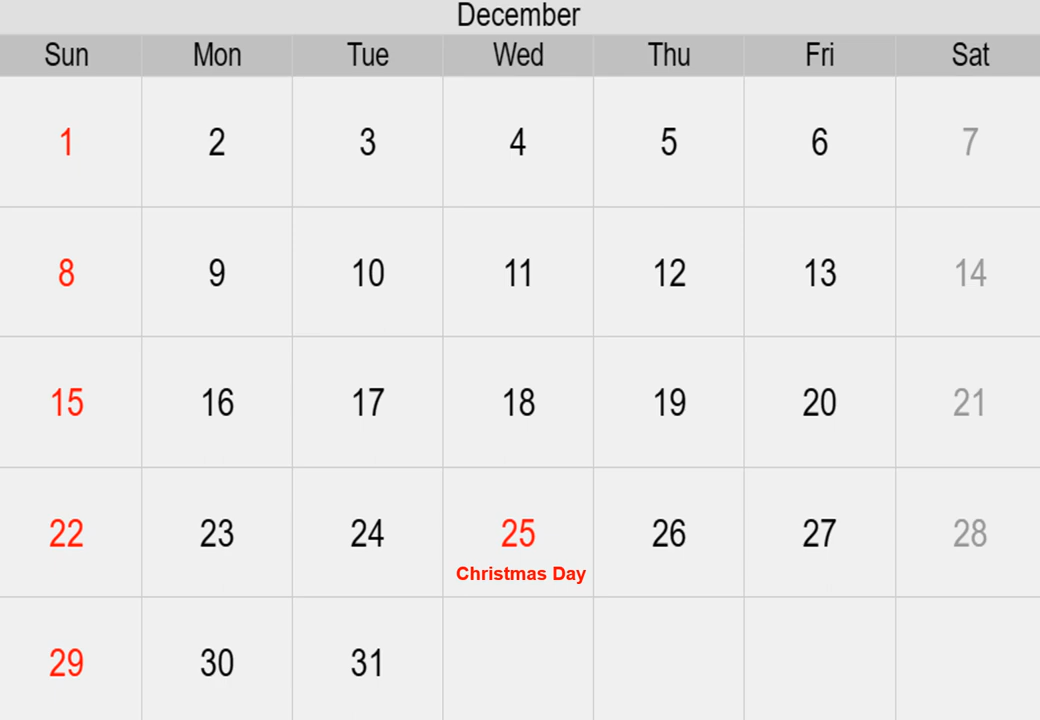 December
Sun Mon Tue Wed Thu Fri Sat
1 2 3 4 5 6 7
8 9 10 11 12 13 14
15 16 17 18 19 20 21
22 23 24 25 26 27 28
Christmas Day
29 30 31